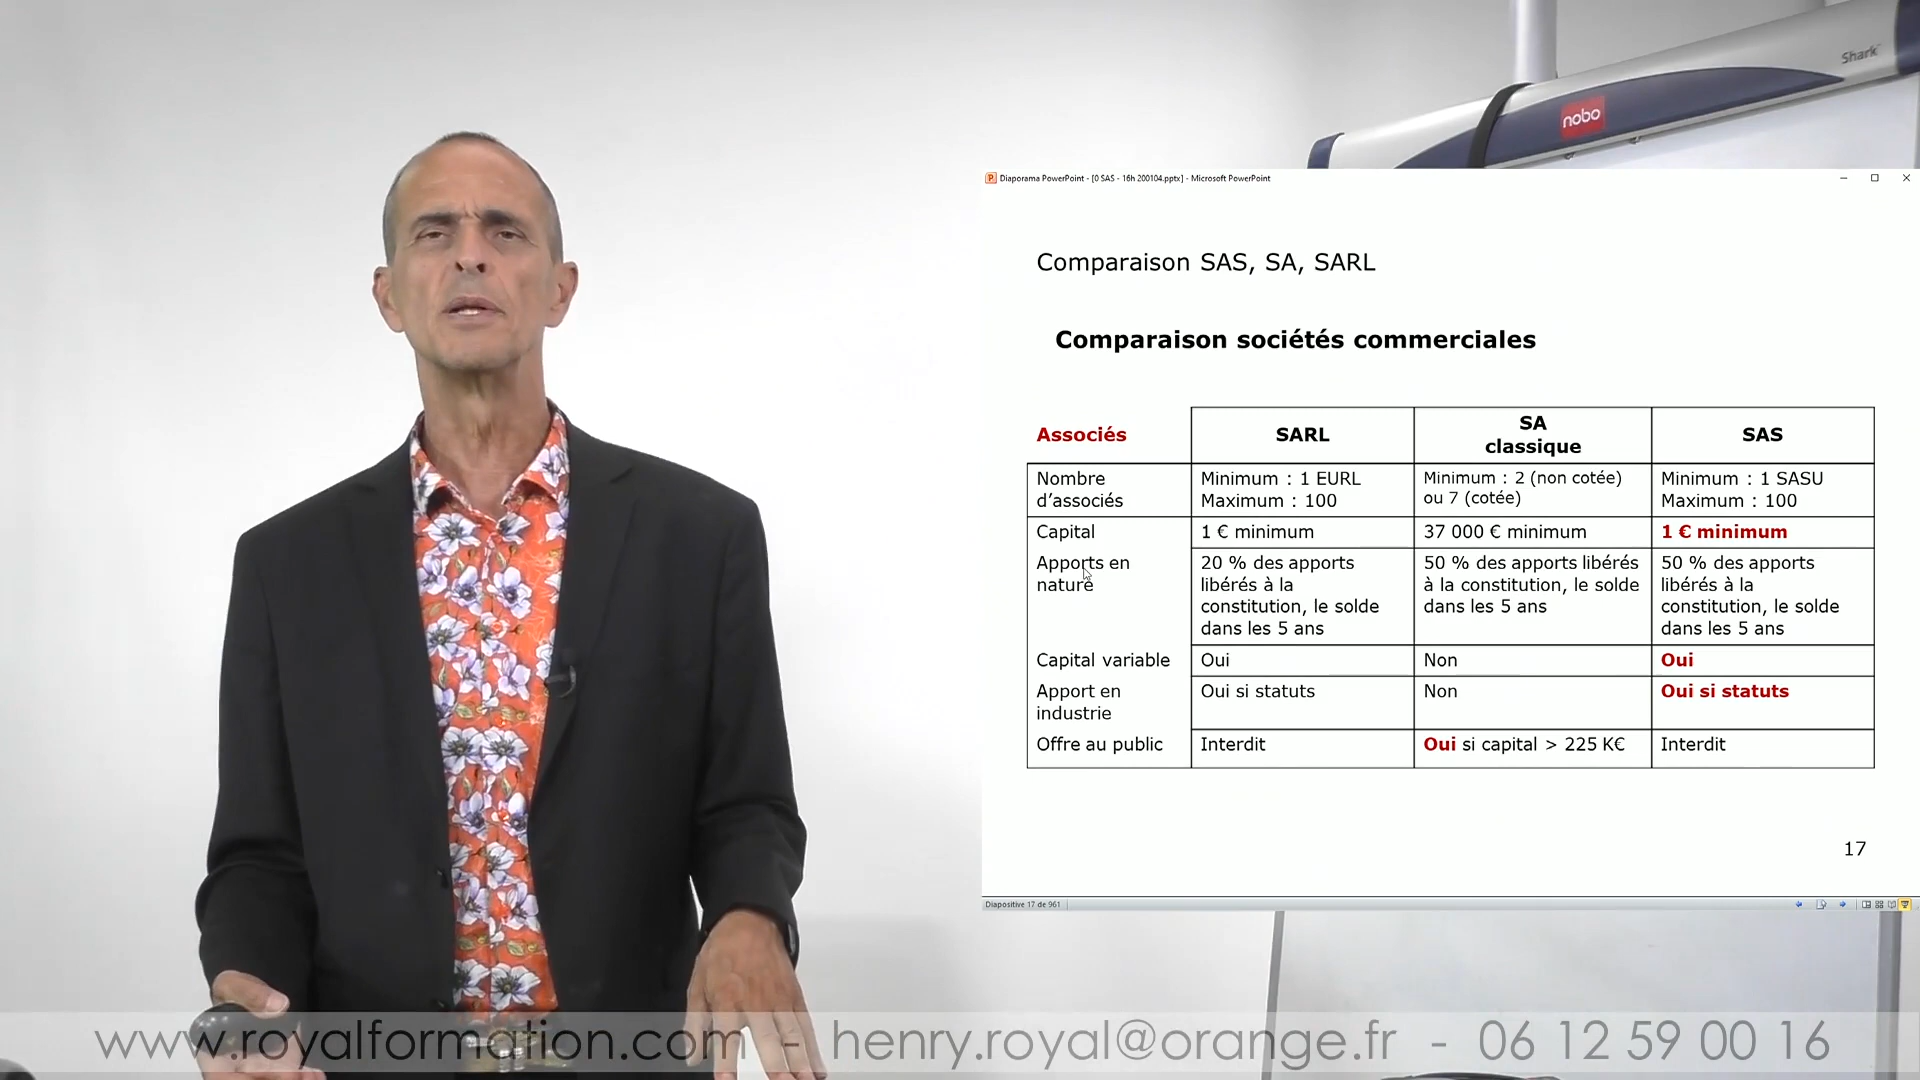 Shark
nobo
Diaporama PowerPoint - [0 SAS - 16h 200104.pptx] - Microsoft PowerPoint
Comparaison SAS, SA, SARL
Comparaison sociétés commerciales
Associés
SARL
SA
classique
SAS
Nombre
d’associés
Minimum : 1 EURL
Maximum : 100
Minimum : 2 (non cotée)
ou 7 (cotée)
Minimum : 1 SASU
Maximum : 100
Capital
1 € minimum
37 000 € minimum
1 € minimum
Apports en
nature
20 % des apports
libérés à la
constitution, le solde
dans les 5 ans
50 % des apports libérés
à la constitution, le solde
dans les 5 ans
50 % des apports
libérés à la
constitution, le solde
dans les 5 ans
Capital variable
Oui
Non
Oui
Apport en
industrie
Oui si statuts
Non
Oui si statuts
Offre au public
Interdit
Oui si capital > 225 K€
Interdit
17
Diapositive 17 de 961
www.royalformation.com - henry.royal@orange.fr - 06 12 59 00 16